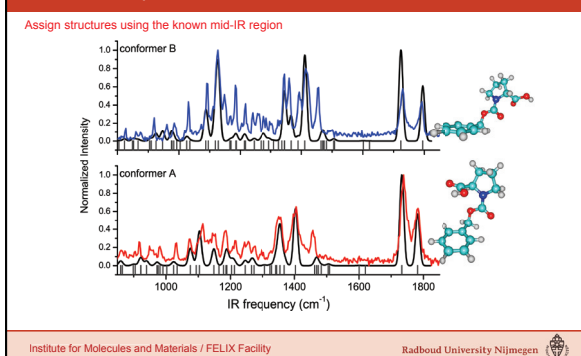 Assign structures using the known mid-IR region
conformer B
1.0
0.8
0.6
0.4
0.2
0.0
Normalized Intensity
conformer A
1.0
0.8
0.6
0.4
0.2
0.0
1000 1200 1400 1600 1800
IR frequency (cm-1)
Institute for Molecules and Materials / FELIX Facility
Radboud University Nijmegen